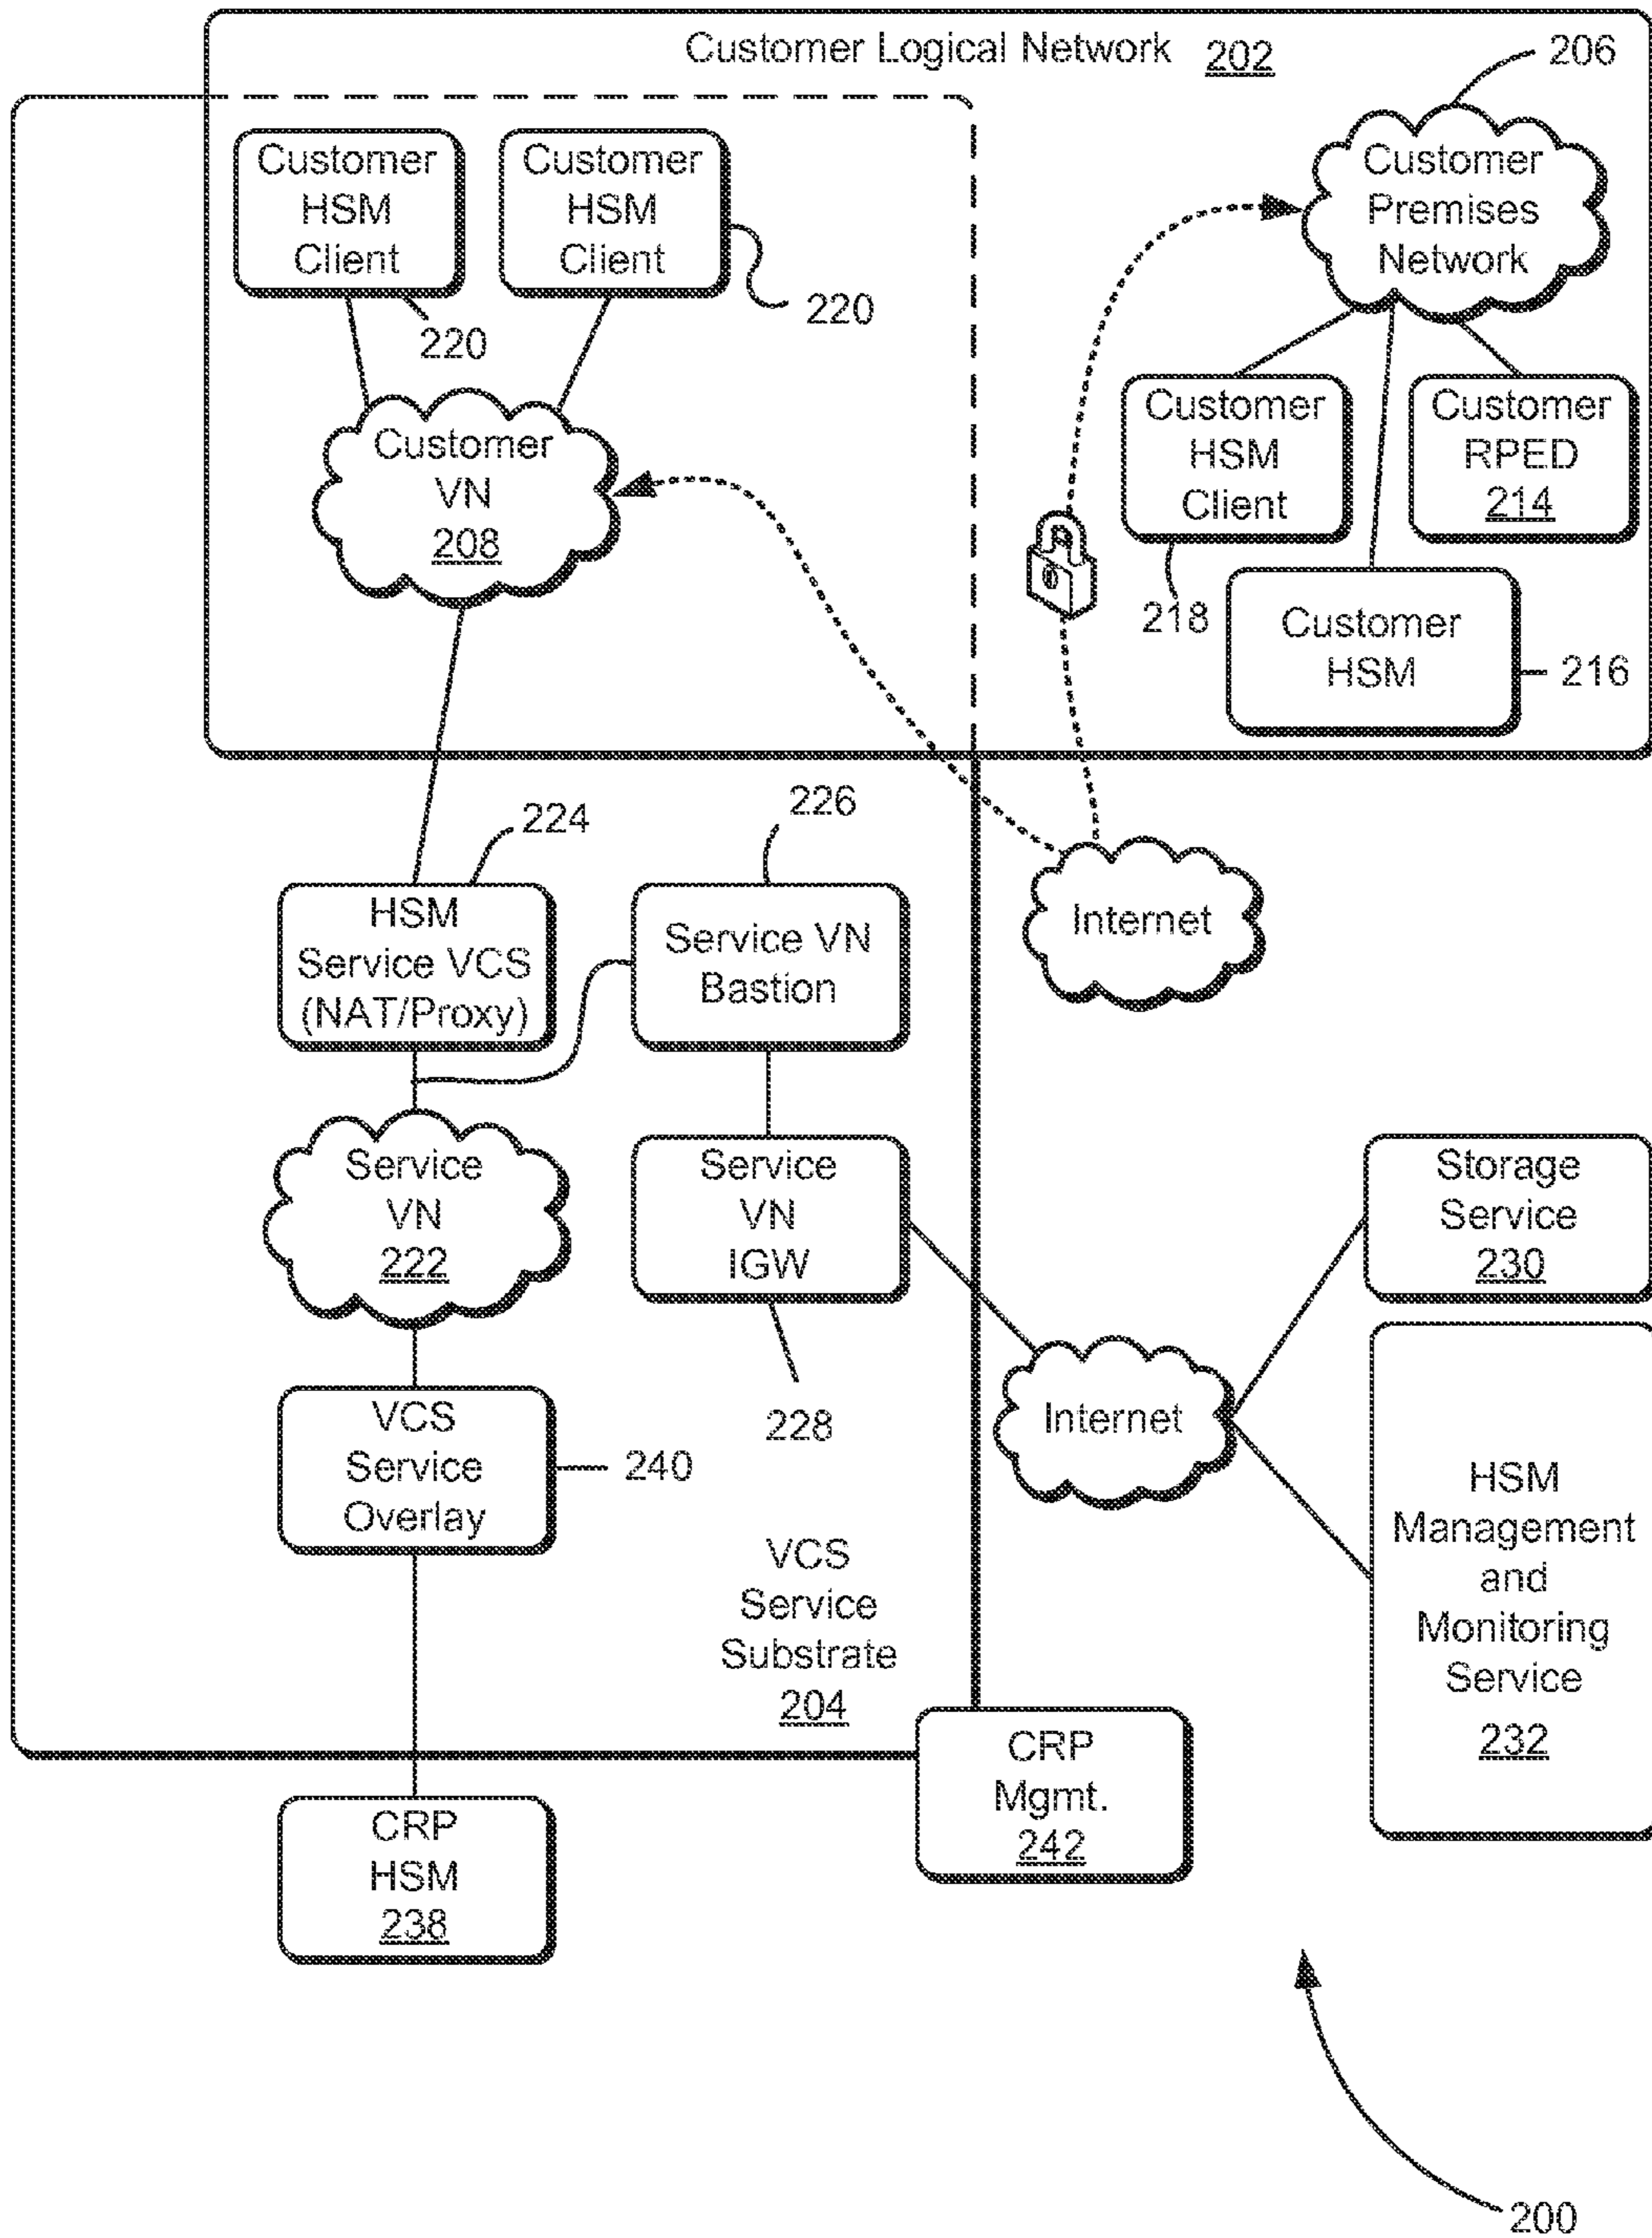 Customer Logical Network 202
206
Customer
HSM
Client
220
Customer
HSM
Client
220
Customer
Premises
Network
Customer
VN
208
Customer
HSM
Client
218
Customer
RPED
214
Customer
HSM
216
224
226
HSM
Service VCS
(NAT/Proxy)
Service VN
Bastion
Internet
Service
VN
222
Service
VN
IGW
228
Storage
Service
230
Internet
VCS
Service
Overlay
240
HSM
Management
and
Monitoring
Service
232
VCS
Service
Substrate
204
CRP
Mgmt.
242
CRP
HSM
238
200